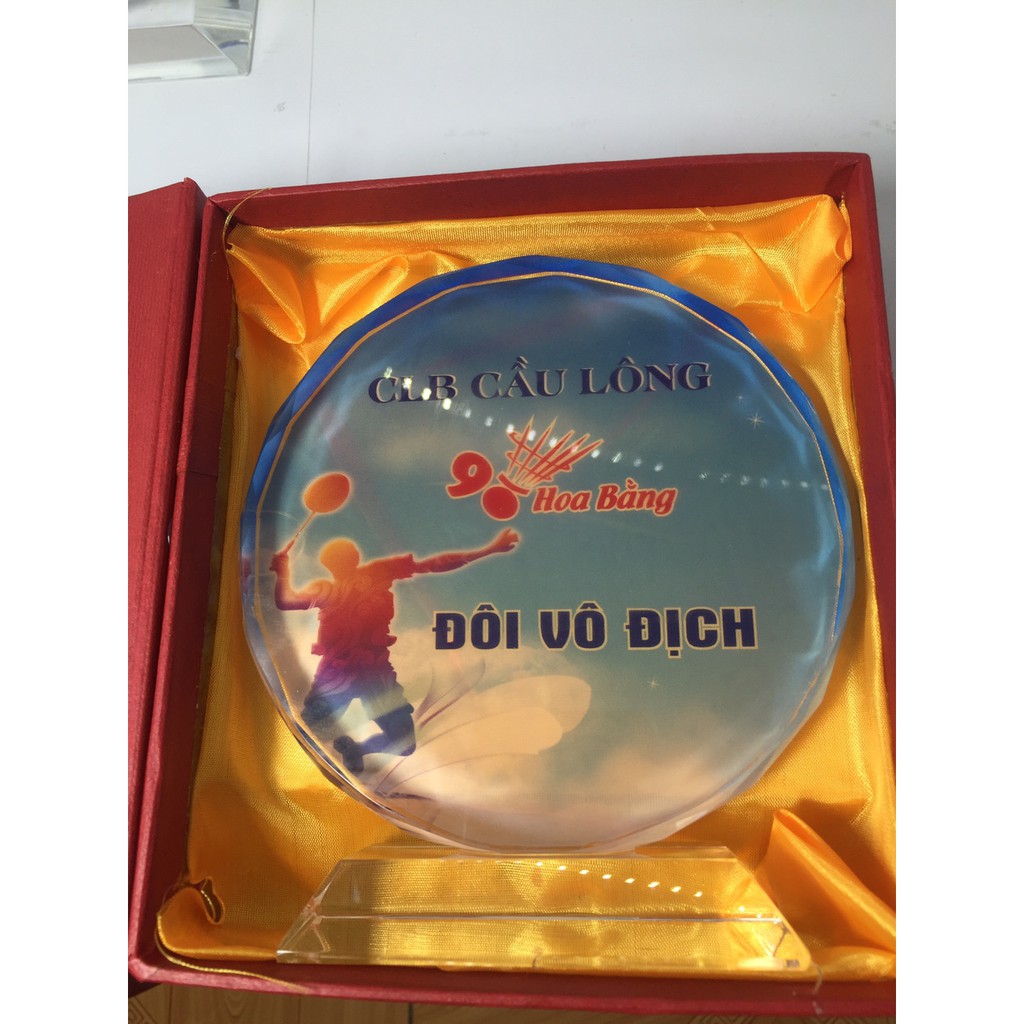 CLB CẦU LÔNG
90 Hoa Bằng
ĐÔI VÔ ĐỊCH